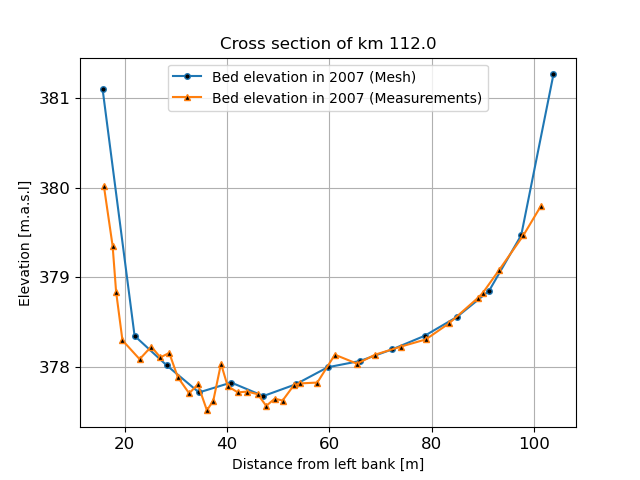 Cross section of km 112.0
Bed elevation in 2007 (Mesh)
Bed elevation in 2007 (Measurements)
Elevation [m.a.s.l]
381
380
379
378
20 40 60 80 100
Distance from left bank [m]